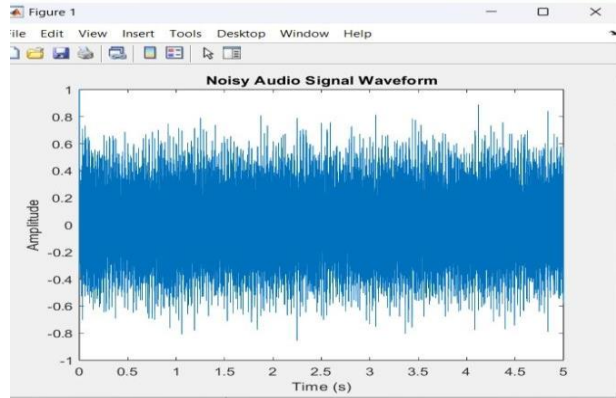 Figure 1
ile Edit View Insert Tools Desktop Window Help
Noisy Audio Signal Waveform
1
0.8
0.6
0.4
0.2
0
-0.2
-0.4
-0.6
-0.8
-1
Amplitude
0 0.5 1 1.5 2 2.5 3 3.5 4 4.5 5
Time (s)